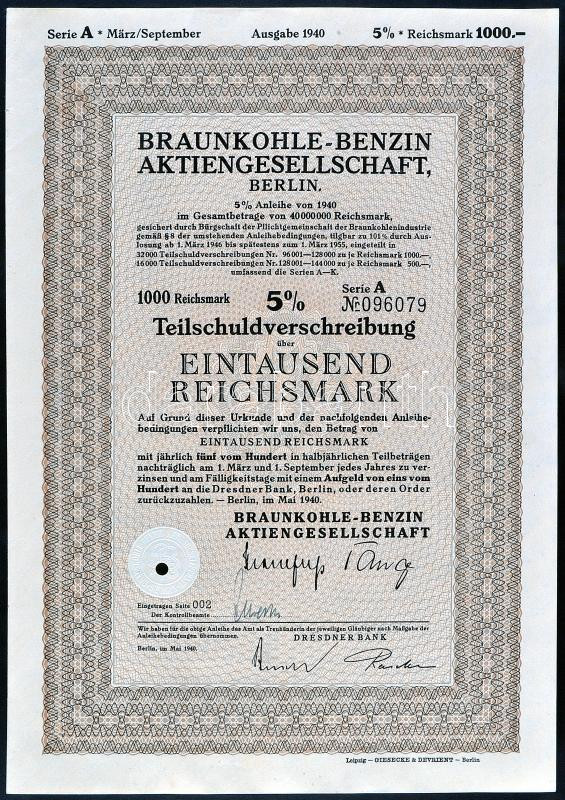 Serie A * März/September Ausgabe 1940 5% * Reichsmark 1000.—
BRAUNKOHLE-BENZIN
AKTIENGESELLSCHAFT,
BERLIN.
5% Anleihe von 1940
im Gesamtbetrage von 40000000 Reichsmark,
gesichert durch Bürgschaft der Pflichtgemeinschaft der Braunkohlenindustrie
gemäß § 8 der umstehenden Anleihebedingungen, tilgbar zu 101% durch Aus-
losung ab 1. März 1946 bis spätestens zum 1. März 1955, eingeteilt in
32000 Teilschuldverschreibungen Nr. 96001—128000 zu je Reichsmark 1000.—
16000 Teilschuldverschreibungen Nr. 128001—144000 zu je Reichsmark 500.—,
umfassend die Serien A—K.
1000 Reichsmark 5% Serie A
№ 096079
Teilschuldverschreibung
über
EINTAUSEND
REICHSMARK
Auf Grund dieser Urkunde und der nachfolgenden Anleihe-
bedingungen verpflichten wir uns, den Betrag von
EINTAUSEND REICHSMARK
mit jährlich fünf vom Hundert in halbjährlichen Teilbeträgen
nachträglich am 1. März und 1. September jedes Jahres zu ver-
zinsen und am Fälligkeitstage mit einem Aufgeld von eins vom
Hundert an die Dresdner Bank, Berlin, oder deren Order
zurückzuzahlen. — Berlin, im Mai 1940.
BRAUNKOHLE-BENZIN
AKTIENGESELLSCHAFT
Eingetragen Seite 002
Der Kontrollbeamte
Wir haben für die obige Anleihe das Amt als Treuhänderin der jeweiligen Gläubiger nach Maßgabe der
Anleihebedingungen übernommen. DRESDNER BANK
Berlin, im Mai 1940.
Leipzig — GIESECKE & DEVRIENT — Berlin